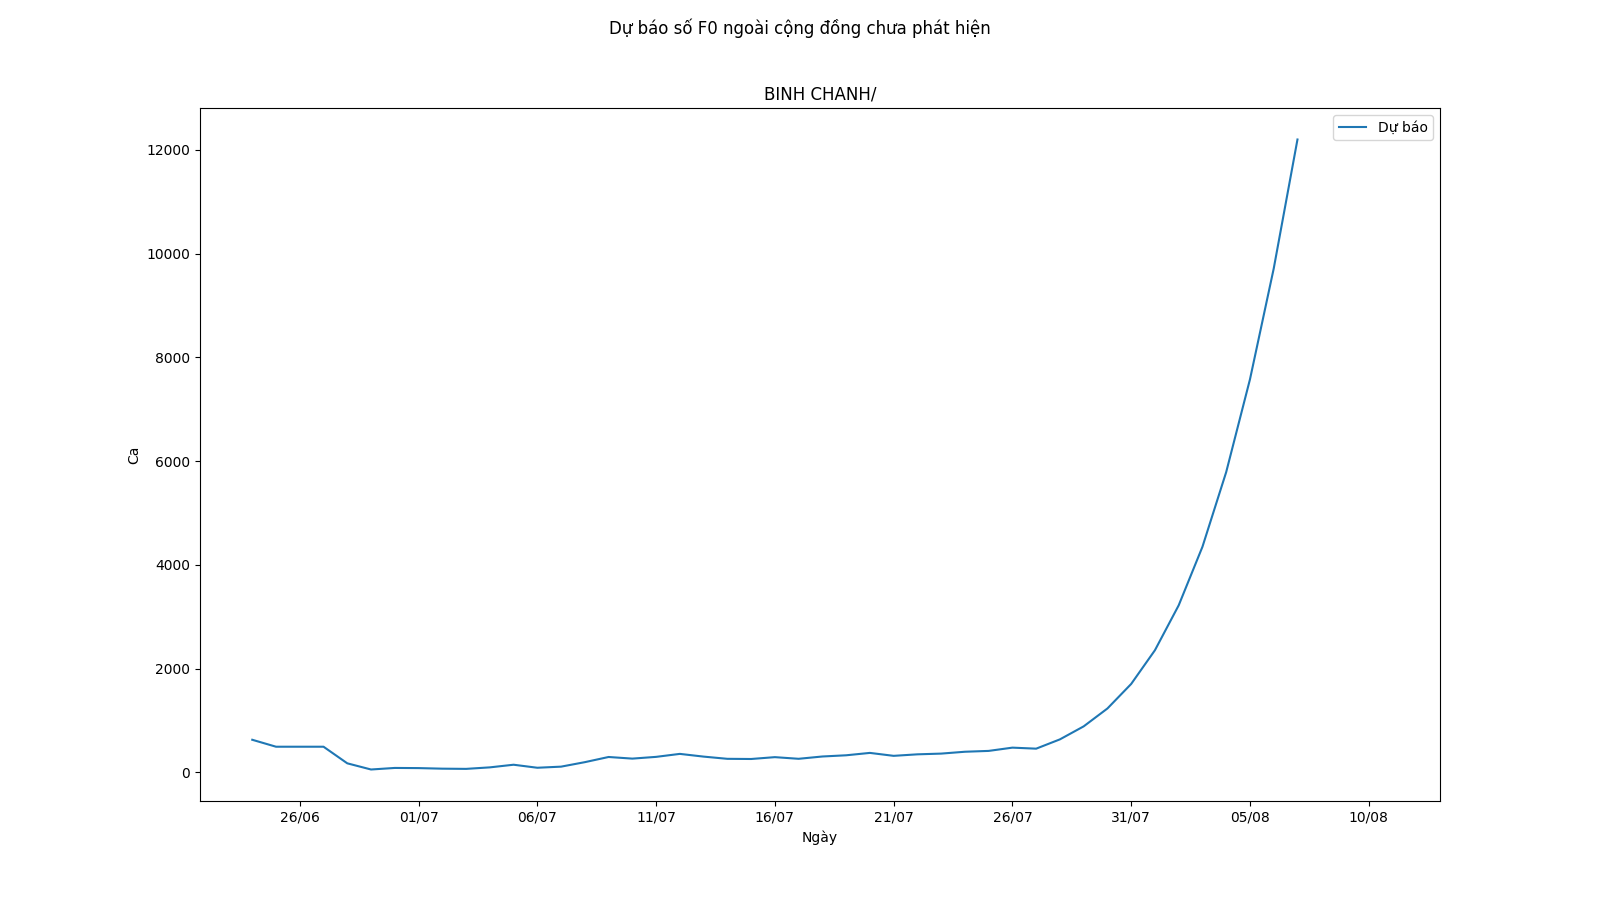 Dự báo số F0 ngoài cộng đồng chưa phát hiện
BINH CHANH/
Dự báo
12000
10000
8000
6000
4000
2000
0
Ca
26/06 01/07 06/07 11/07 16/07 21/07 26/07 31/07 05/08 10/08
Ngày